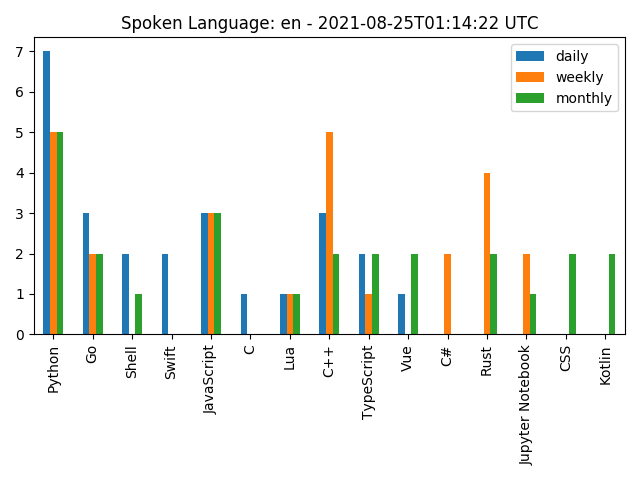 Spoken Language: en - 2021-08-25T01:14:22 UTC
daily
weekly
monthly
7
6
5
4
3
2
1
0
Python
Go
Shell
Swift
JavaScript
C
Lua
C++
TypeScript
Vue
C#
Rust
Jupyter Notebook
CSS
Kotlin